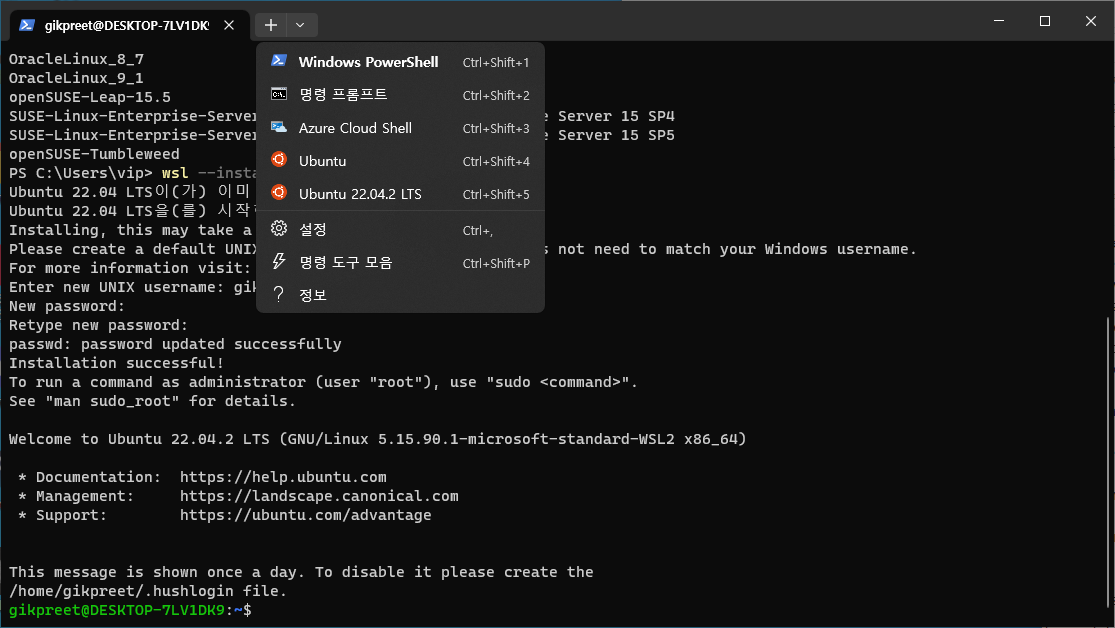 gikpreet@DESKTOP-7LV1DK9
OracleLinux_8_7
OracleLinux_9_1
openSUSE-Leap-15.5
SUSE-Linux-Enterprise-Server Server 15 SP4
SUSE-Linux-Enterprise-Server Server 15 SP5
openSUSE-Tumbleweed
PS C:\Users\vip> wsl --insta
Ubuntu 22.04 LTS이(가) 이미
Ubuntu 22.04 LTS을(를) 시작
Installing, this may take a
Please create a default UNIX not need to match your Windows username.
For more information visit:
Enter new UNIX username: gik
New password:
Retype new password:
passwd: password updated successfully
Installation successful!
To run a command as administrator (user "root"), use "sudo <command>".
See "man sudo_root" for details.
Welcome to Ubuntu 22.04.2 LTS (GNU/Linux 5.15.90.1-microsoft-standard-WSL2 x86_64)
* Documentation: https://help.ubuntu.com
* Management: https://landscape.canonical.com
* Support: https://ubuntu.com/advantage
This message is shown once a day. To disable it please create the
/home/gikpreet/.hushlogin file.
gikpreet@DESKTOP-7LV1DK9:~$
Windows PowerShell Ctrl+Shift+1
명령 프롬프트 Ctrl+Shift+2
Azure Cloud Shell Ctrl+Shift+3
Ubuntu Ctrl+Shift+4
Ubuntu 22.04.2 LTS Ctrl+Shift+5
설정 Ctrl+,
명령 도구 모음 Ctrl+Shift+P
정보